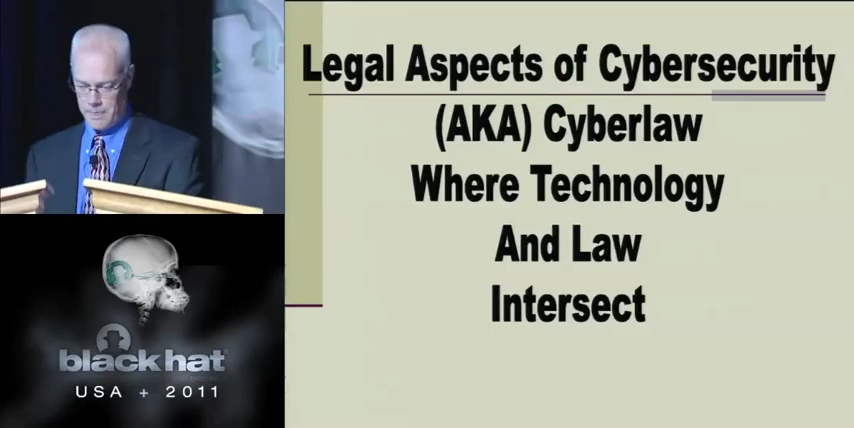 Legal Aspects of Cybersecurity
(AKA) Cyberlaw
Where Technology
And Law
Intersect
black hat
USA + 2011